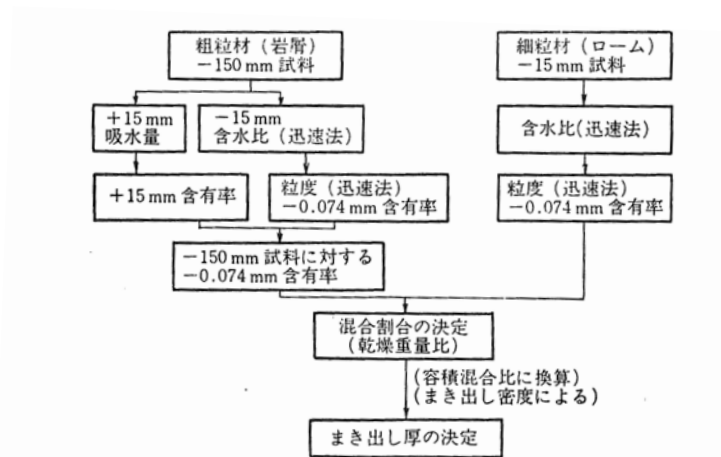 粗粒材(岩屑)
−150 mm 試料
細粒材(ローム)
−15 mm 試料
+15 mm
吸水量
−15 mm
含水比(迅速法)
含水比(迅速法)
+15 mm 含有率
粒度(迅速法)
−0.074 mm 含有率
粒度(迅速法)
−0.074 mm 含有率
−150 mm 試料に対する
−0.074 mm 含有率
混合割合の決定
(乾燥重量比)
(容積混合比に換算)
(まき出し密度による)
まき出し厚の決定